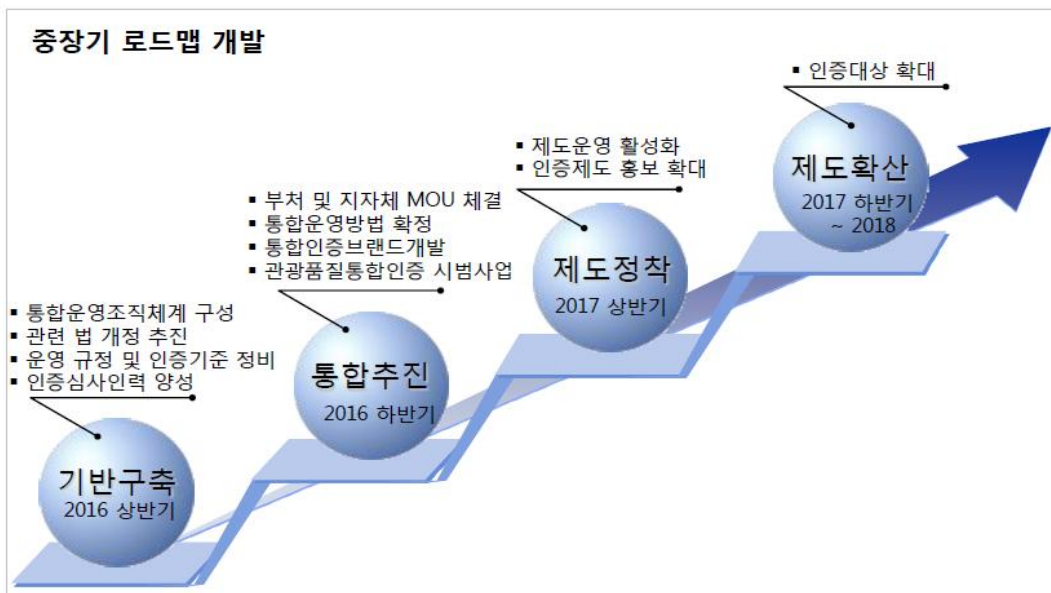 중장기 로드맵 개발
▪ 통합운영조직체계 구성
▪ 관련 법 개정 추진
▪ 운영 규정 및 인증기준 정비
▪ 인증심사인력 양성
기반구축
2016 상반기
▪ 부처 및 지자체 MOU 체결
▪ 통합운영방법 확정
▪ 통합인증브랜드개발
▪ 관광품질통합인증 시범사업
통합추진
2016 하반기
▪ 제도운영 활성화
▪ 인증제도 홍보 확대
제도정착
2017 상반기
▪ 인증대상 확대
제도확산
2017 하반기
~ 2018